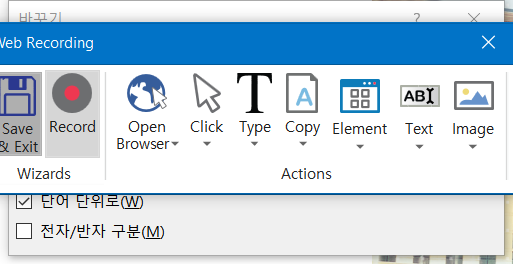 바꾸기
?
Web Recording
Save & Exit
Record
Open Browser
Click
Type
Copy
Element
Text
Image
Wizards
Actions
단어 단위로(W)
전자/반자 구분(M)